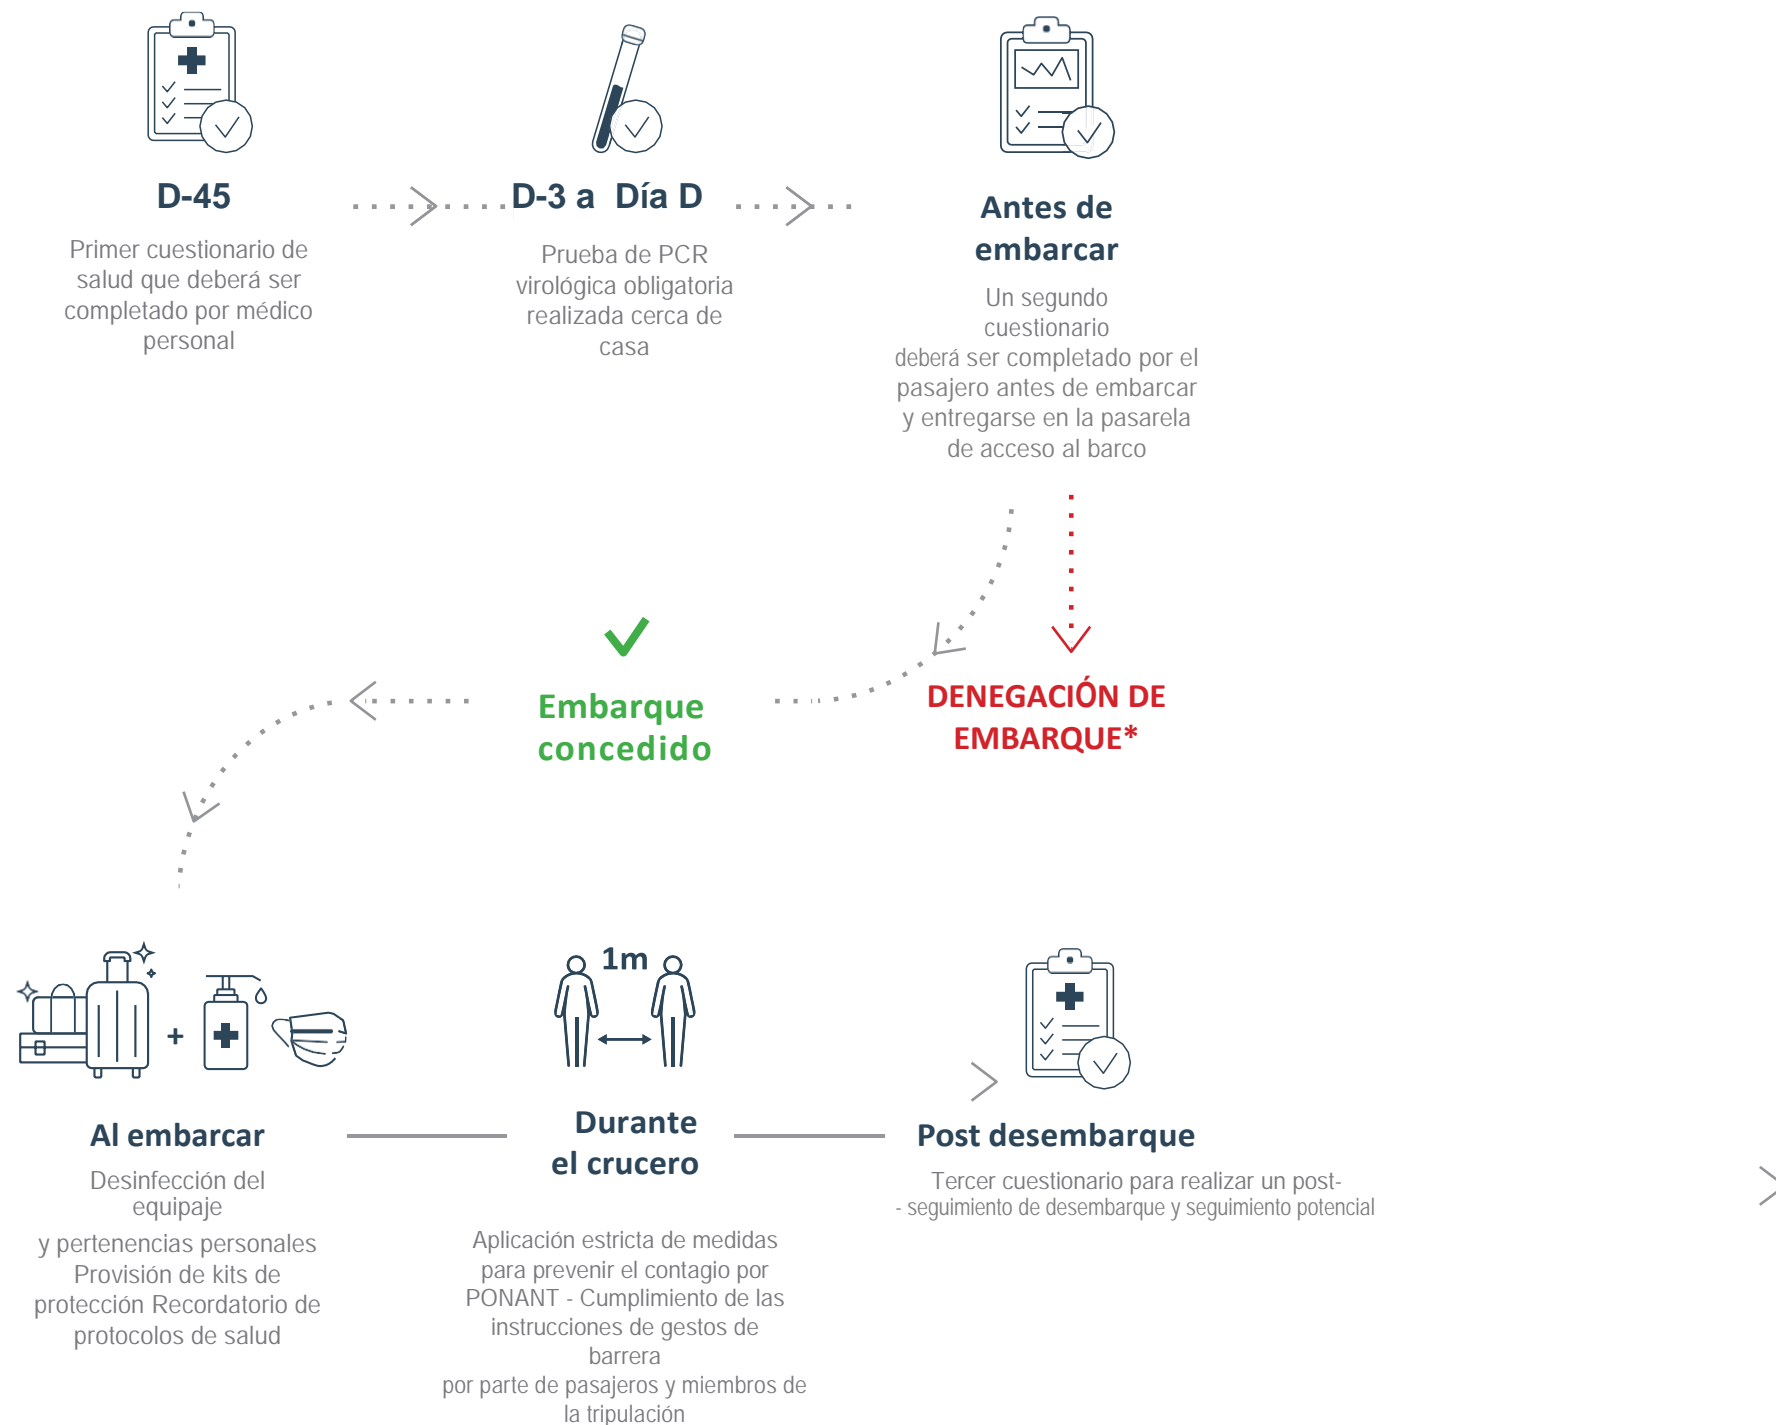 D-45
Primer cuestionario de
salud que deberá ser
completado por médico
personal
D-3 a Día D
Prueba de PCR
virológica obligatoria
realizada cerca de
casa
Antes de
embarcar
Un segundo
cuestionario
deberá ser completado por el
pasajero antes de embarcar
y entregarse en la pasarela
de acceso al barco
Embarque
concedido
DENEGACIÓN DE
EMBARQUE*
+
Al embarcar
Desinfección del
equipaje
y pertenencias personales
Provisión de kits de
protección Recordatorio de
protocolos de salud
1m
Durante
el crucero
Aplicación estricta de medidas
para prevenir el contagio por
PONANT - Cumplimiento de las
instrucciones de gestos de
barrera
por parte de pasajeros y miembros de
la tripulación
Post desembarque
Tercer cuestionario para realizar un post-
- seguimiento de desembarque y seguimiento potencial